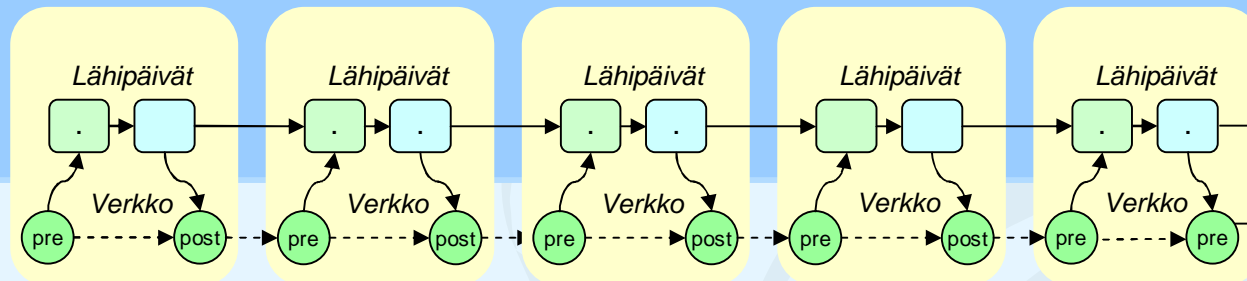 Lähipäivät Lähipäivät Lähipäivät Lähipäivät Lähipäivät
. . . . . . .
Verkko Verkko Verkko Verkko Verkko
pre post pre post pre post pre post pre pre